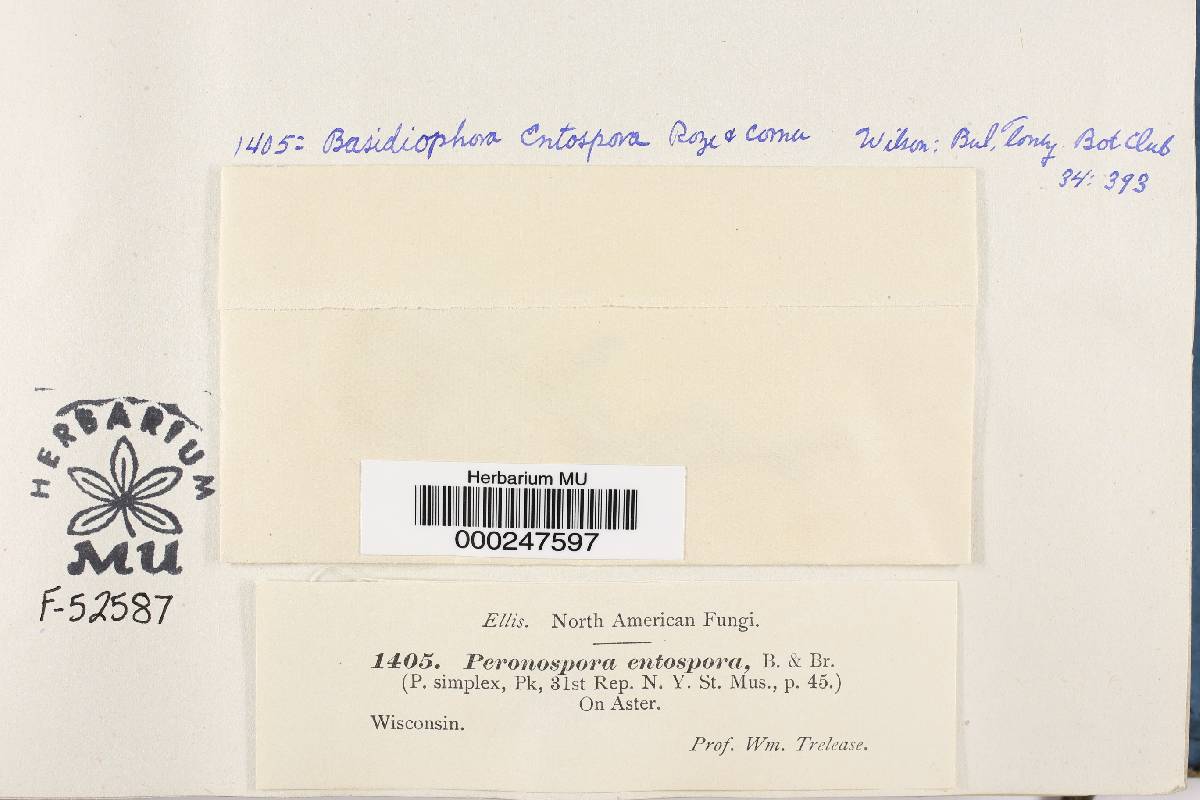 1405= Basidiophora Entospora Roze & Cornu Wilson: Bul, Torrey Bot Club
34: 393
Herbarium MU
000247597
HERBARIUM
MU
F-52587
Ellis. North American Fungi.
1405. Peronospora entospora, B. & Br.
(P. simplex, Pk, 31st Rep. N. Y. St. Mus., p. 45.)
On Aster.
Wisconsin.
Prof. Wm. Trelease.